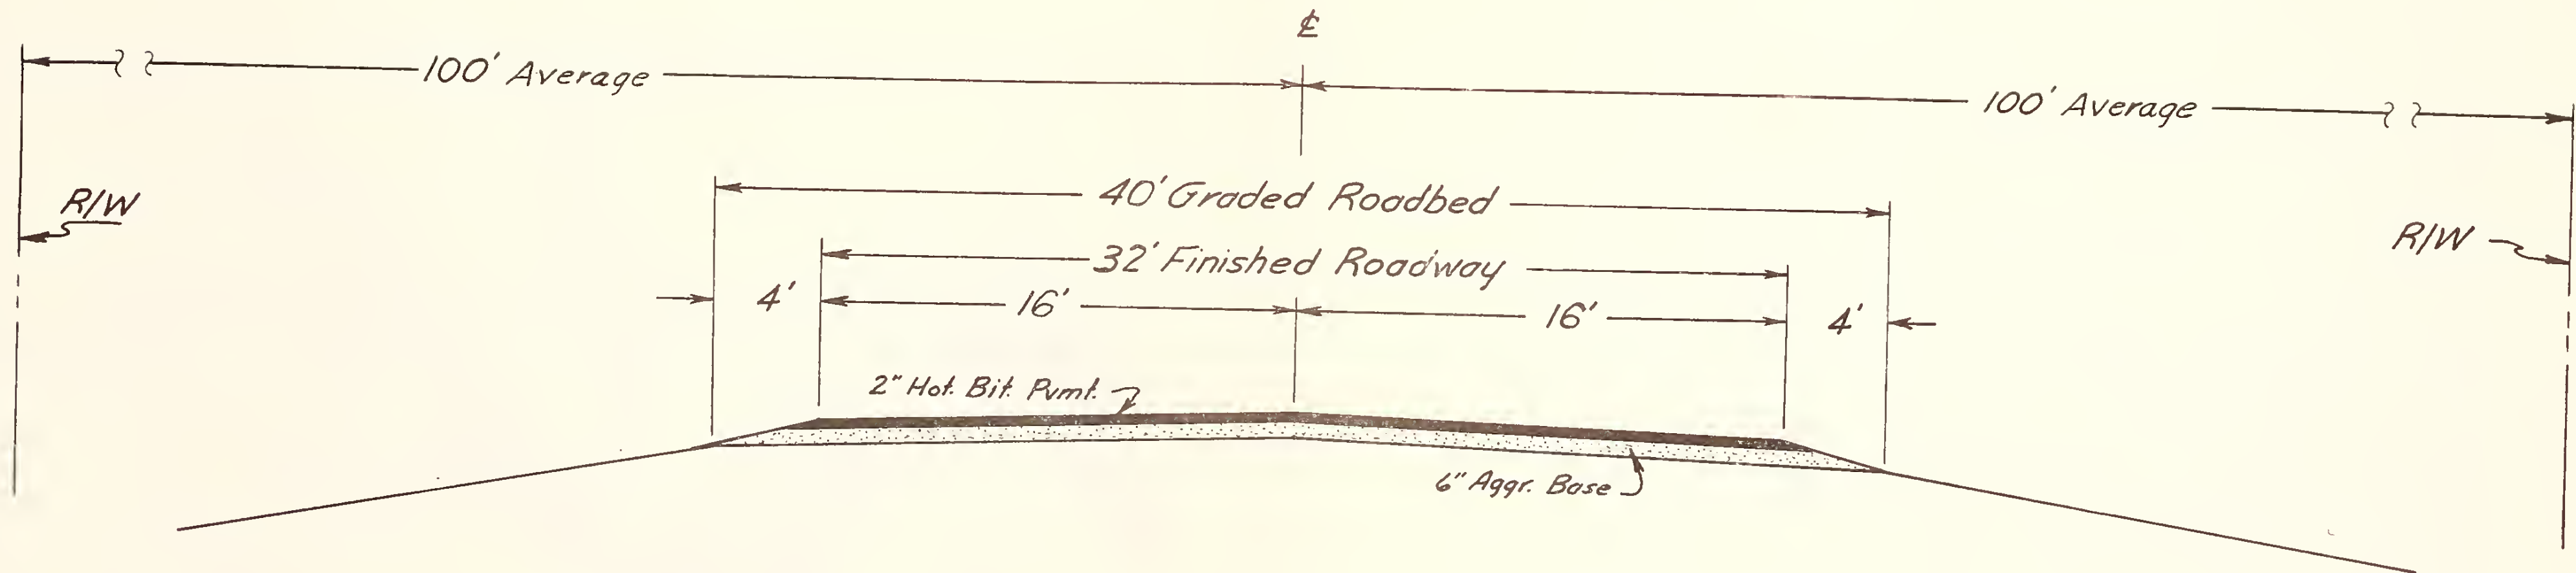 ℄
100' Average
100' Average
R/W
40' Graded Roadbed
R/W
32' Finished Roadway
4'
16'
16'
4'
2" Hot. Bit. Pvmt.
6" Aggr. Base